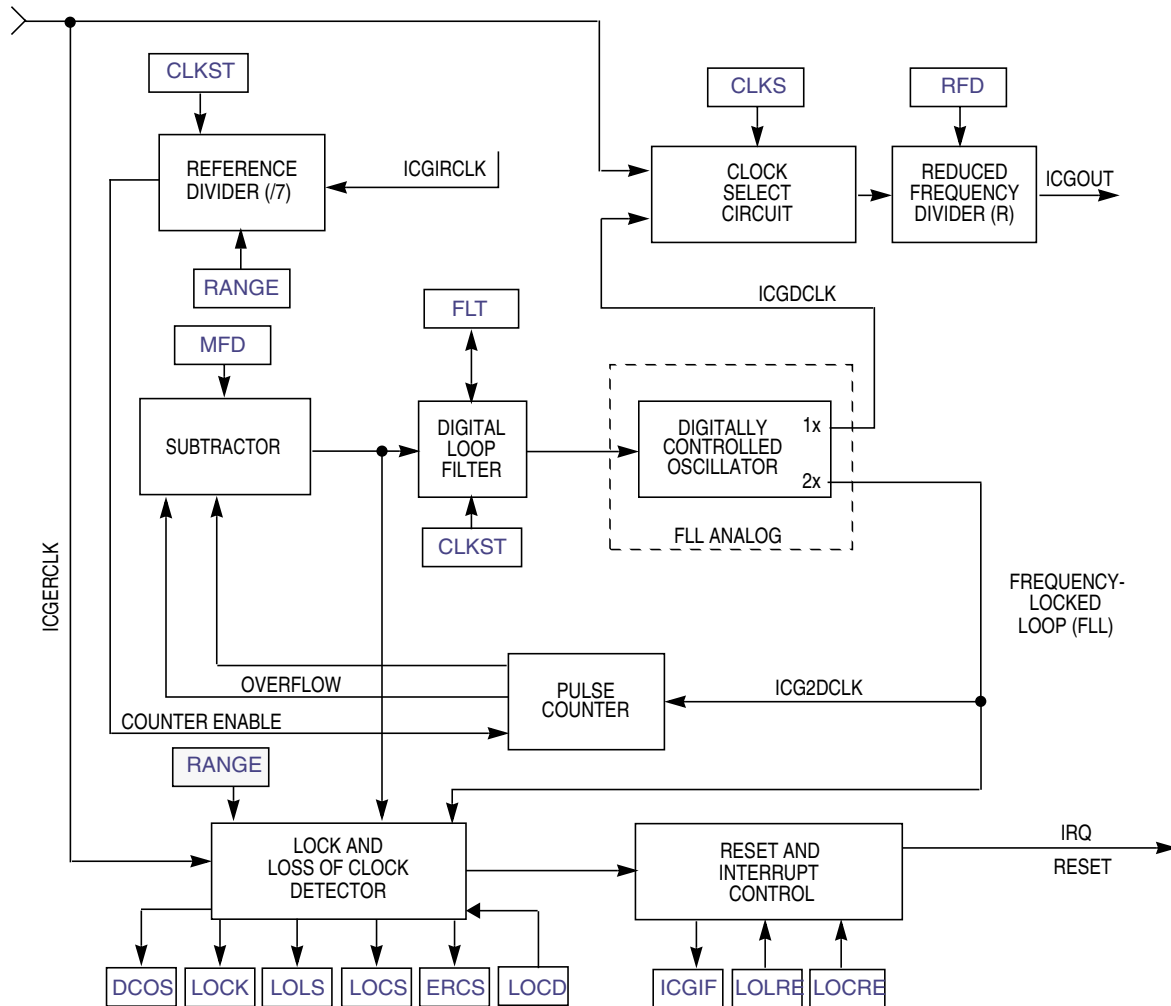 CLKST
CLKS
RFD
REFERENCE
DIVIDER (/7)
ICGIRCLK
CLOCK
SELECT
CIRCUIT
REDUCED
FREQUENCY
DIVIDER (R)
ICGOUT
RANGE
ICGDCLK
FLT
MFD
SUBTRACTOR
DIGITAL
LOOP
FILTER
DIGITALLY
CONTROLLED
OSCILLATOR
1x
2x
FLL ANALOG
CLKST
ICGERCLK
FREQUENCY-
LOCKED
LOOP (FLL)
OVERFLOW
PULSE
COUNTER
ICG2DCLK
COUNTER ENABLE
RANGE
LOCK AND
LOSS OF CLOCK
DETECTOR
RESET AND
INTERRUPT
CONTROL
IRQ
RESET
DCOS
LOCK
LOLS
LOCS
ERCS
LOCD
ICGIF
LOLRE
LOCRE